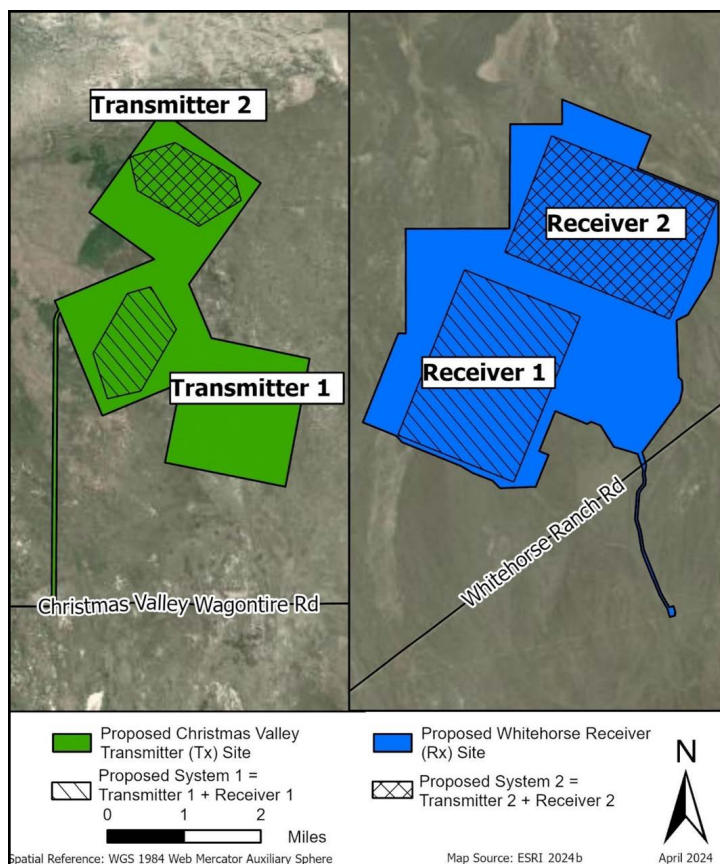 Transmitter 2
Receiver 2
Receiver 1
Transmitter 1
Whitehorse Ranch Rd
Christmas Valley Wagontire Rd
Proposed Christmas Valley
Transmitter (Tx) Site
Proposed System 1 =
Transmitter 1 + Receiver 1
0 1 2
Miles
Proposed Whitehorse Receiver
(Rx) Site
Proposed System 2 =
Transmitter 2 + Receiver 2
N
Spatial Reference: WGS 1984 Web Mercator Auxiliary Sphere
Map Source: ESRI 2024b
April 2024